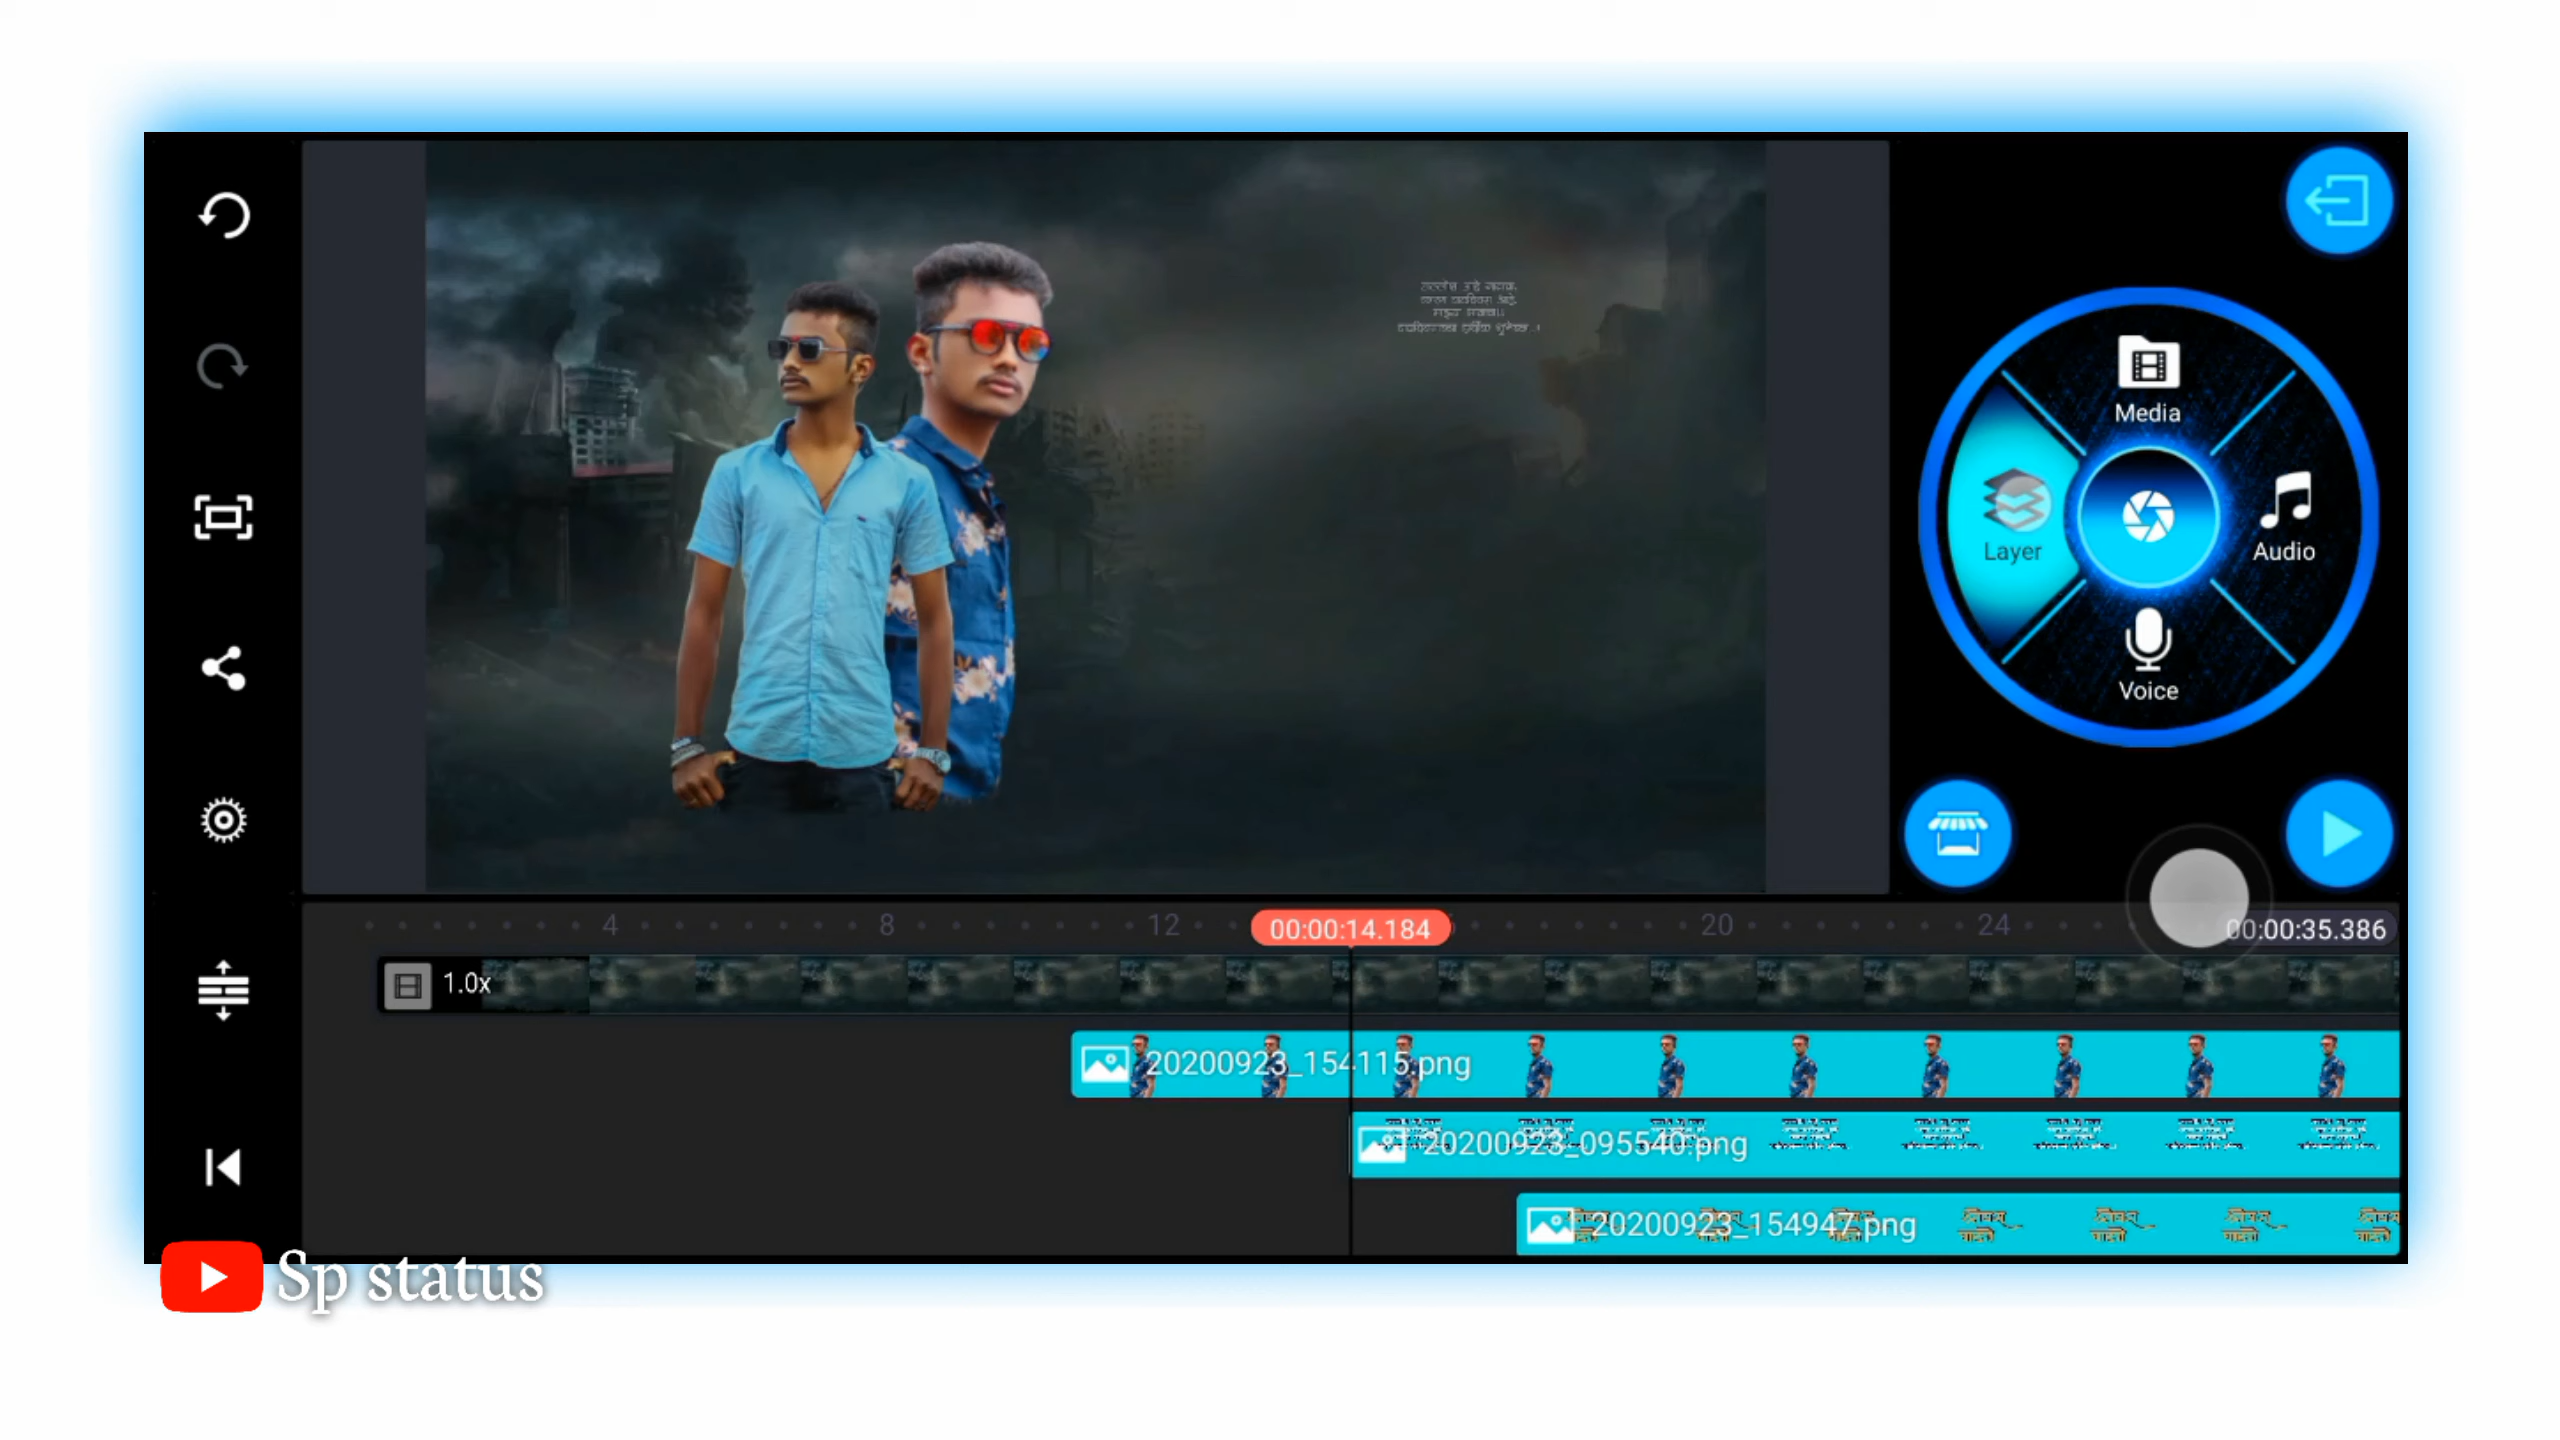 Media
Layer
Audio
Voice
4
8
12
00:00:14.184
20
24
00:00:35.386
1.0x
20200923_154115.png
20200923_095540.png
20200923_154947.png
Sp status